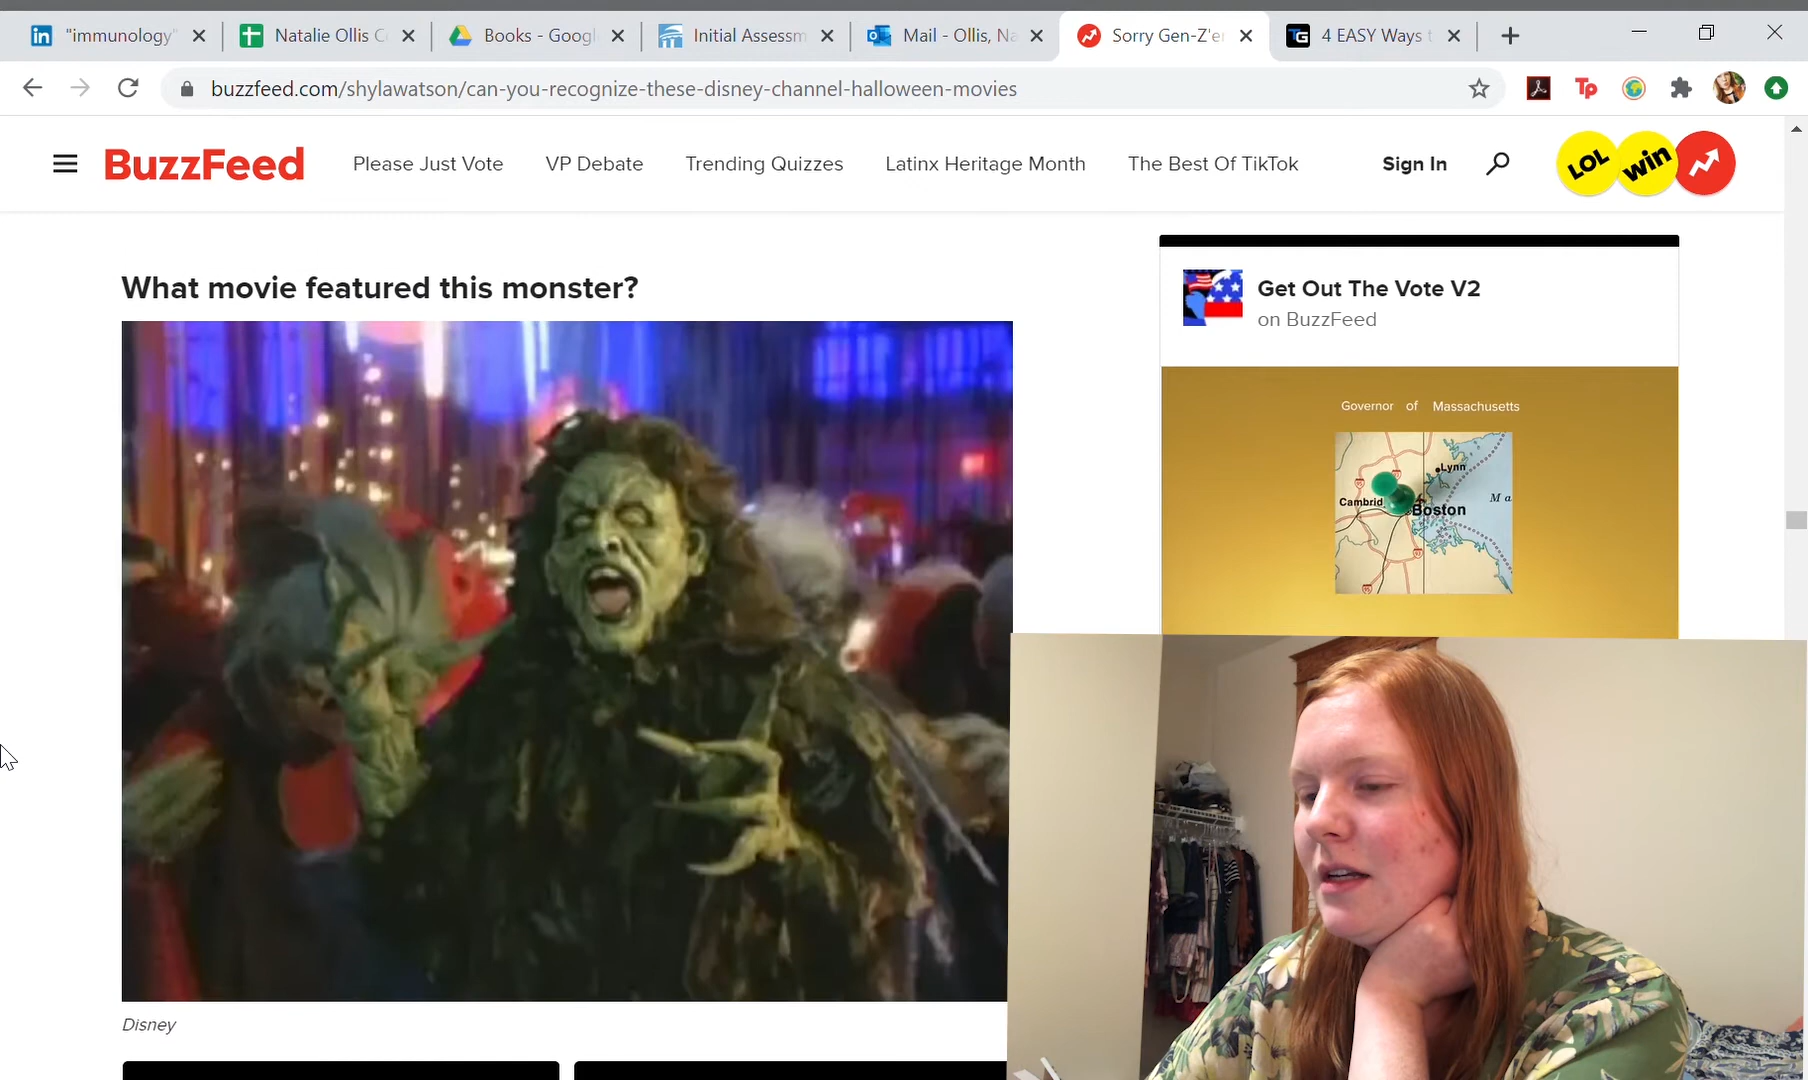 "immunology"
Natalie Ollis C
Books - Googl
Initial Assessm
Mail - Ollis, Na
Sorry Gen-Z'e
4 EASY Ways t
buzzfeed.com/shylawatson/can-you-recognize-these-disney-channel-halloween-movies
BuzzFeed
Please Just Vote
VP Debate
Trending Quizzes
Latinx Heritage Month
The Best Of TikTok
Sign In
LOL
win
What movie featured this monster?
Disney
Get Out The Vote V2
on BuzzFeed
Governor of Massachusetts
Lynn
Cambrid
Boston
Ma